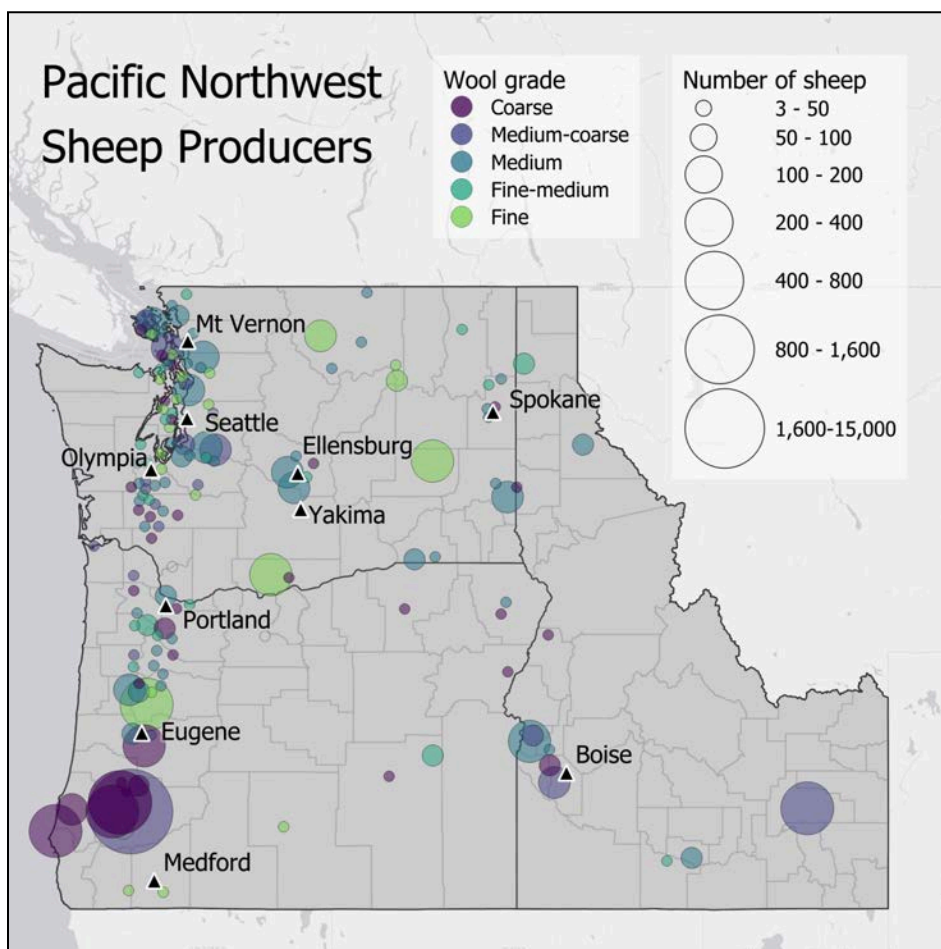 Pacific Northwest
Sheep Producers
Wool grade
Coarse
Medium-coarse
Medium
Fine-medium
Fine
Number of sheep
3 - 50
50 - 100
100 - 200
200 - 400
400 - 800
800 - 1,600
1,600-15,000
Mt Vernon
Seattle
Spokane
Ellensburg
Olympia
Yakima
Portland
Eugene
Boise
Medford